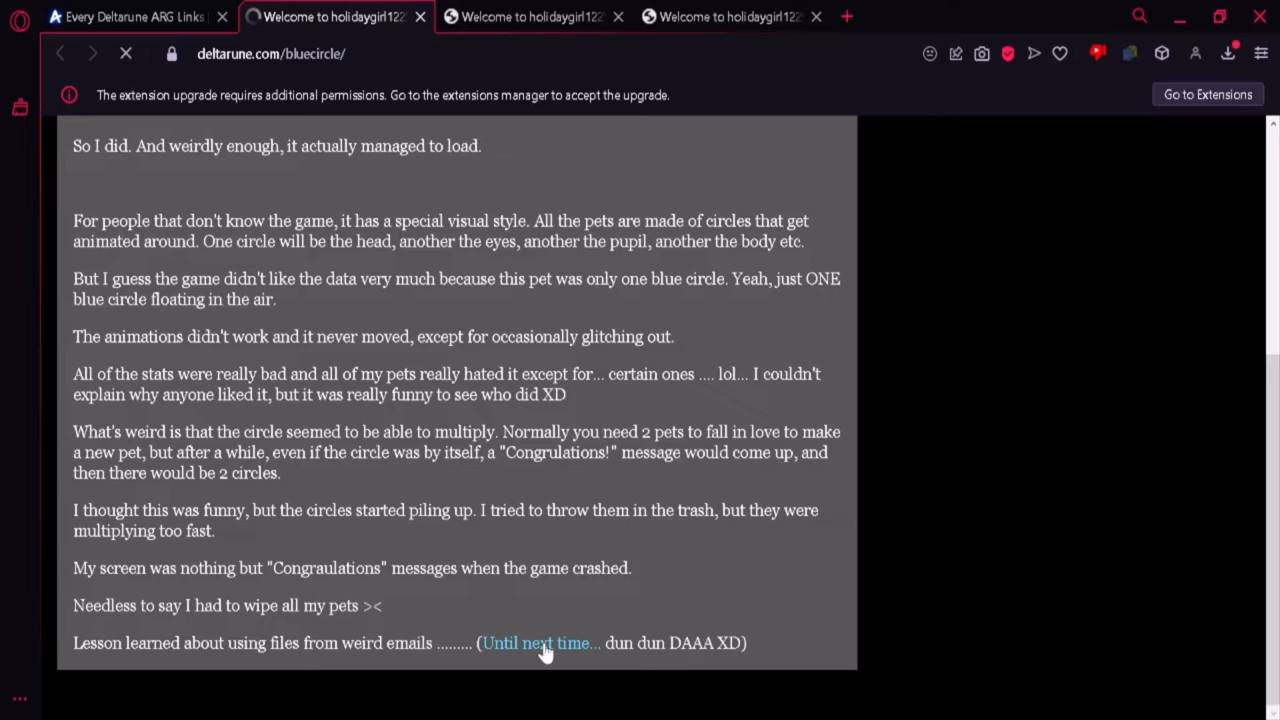 Every Deltarune ARG Links
Welcome to holidaygirl122
Welcome to holidaygirl122
Welcome to holidaygirl122
deltarune.com/bluecircle/
The extension upgrade requires additional permissions. Go to the extensions manager to accept the upgrade.
Go to Extensions
So I did. And weirdly enough, it actually managed to load.
For people that don't know the game, it has a special visual style. All the pets are made of circles that get
animated around. One circle will be the head, another the eyes, another the pupil, another the body etc.
But I guess the game didn't like the data very much because this pet was only one blue circle. Yeah, just ONE
blue circle floating in the air.
The animations didn't work and it never moved, except for occasionally glitching out.
All of the stats were really bad and all of my pets really hated it except for... certain ones .... lol... I couldn't
explain why anyone liked it, but it was really funny to see who did XD
What's weird is that the circle seemed to be able to multiply. Normally you need 2 pets to fall in love to make
a new pet, but after a while, even if the circle was by itself, a "Congrulations!" message would come up, and
then there would be 2 circles.
I thought this was funny, but the circles started piling up. I tried to throw them in the trash, but they were
multiplying too fast.
My screen was nothing but "Congraulations" messages when the game crashed.
Needless to say I had to wipe all my pets ><
Lesson learned about using files from weird emails ......... (Until next time... dun dun DAAA XD)